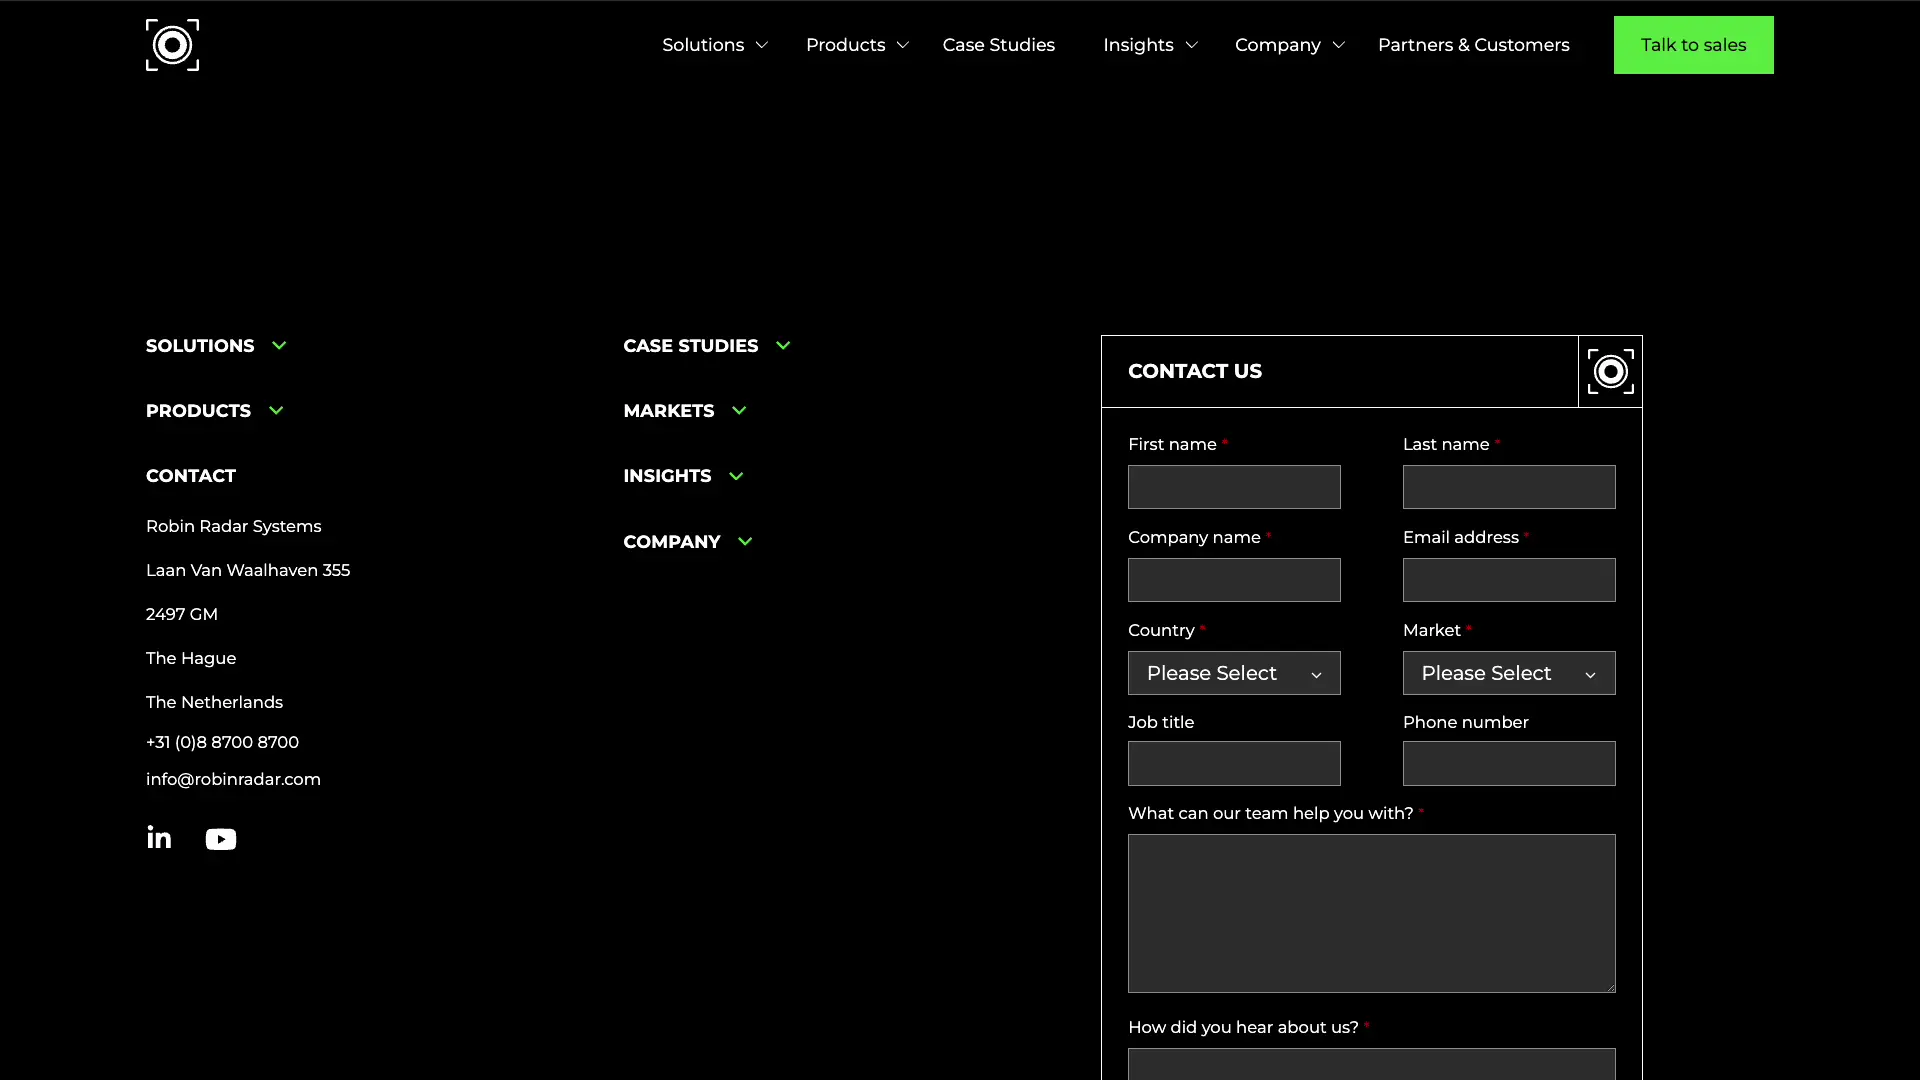 Solutions
Products
Case Studies
Insights
Company
Partners & Customers
Talk to sales
SOLUTIONS
PRODUCTS
CONTACT
Robin Radar Systems
Laan Van Waalhaven 355
2497 GM
The Hague
The Netherlands
+31 (0)8 8700 8700
info@robinradar.com
in
CASE STUDIES
MARKETS
INSIGHTS
COMPANY
CONTACT US
First name *
Last name *
Company name *
Email address *
Country *
Market *
Please Select
Please Select
Job title
Phone number
What can our team help you with? *
How did you hear about us? *